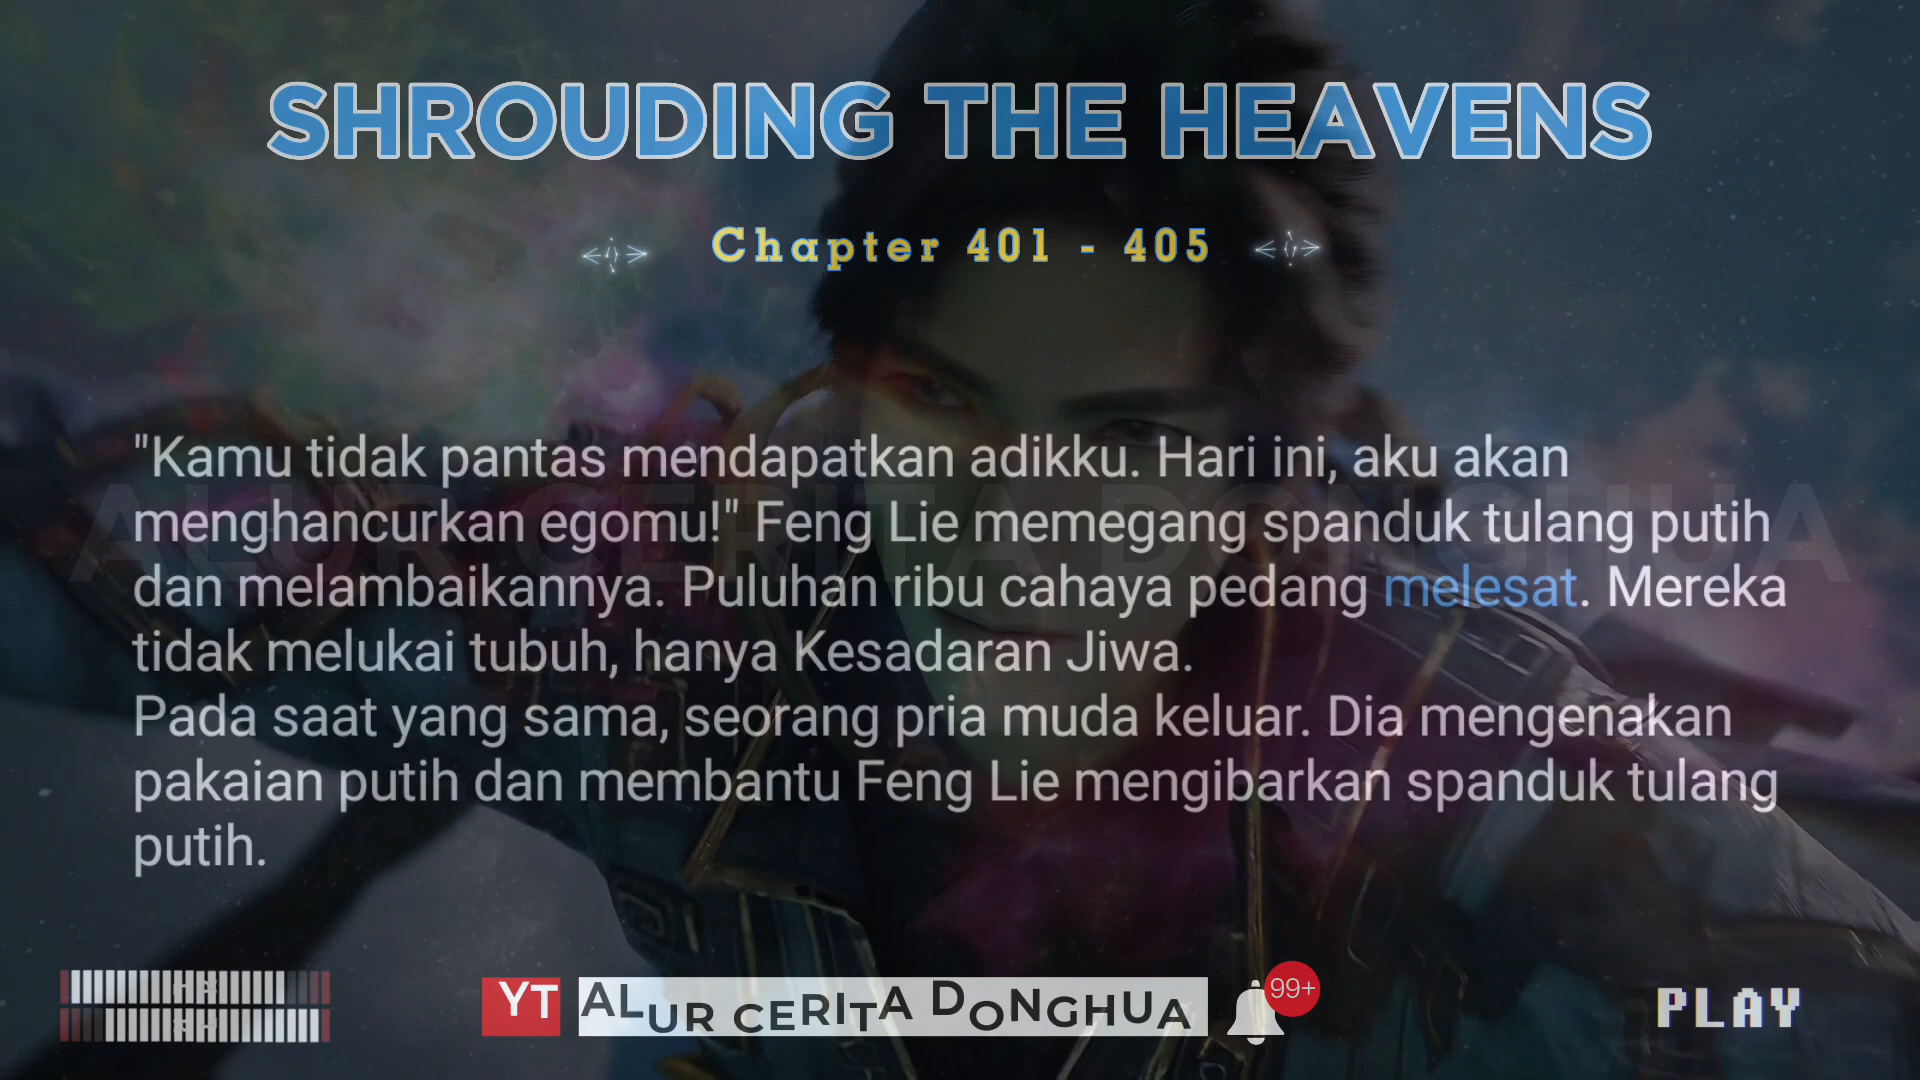 SHROUDING THE HEAVENS
Chapter 401 - 405
"Kamu tidak pantas mendapatkan adikku. Hari ini, aku akan
menghancurkan egomu!" Feng Lie memegang spanduk tulang putih
dan melambaikannya. Puluhan ribu cahaya pedang melesat. Mereka
tidak melukai tubuh, hanya Kesadaran Jiwa.
Pada saat yang sama, seorang pria muda keluar. Dia mengenakan
pakaian putih dan membantu Feng Lie mengibarkan spanduk tulang
putih.
ALUR CERITA DONGHUA
YT ALUR CERITA DONGHUA 99+
PLAY